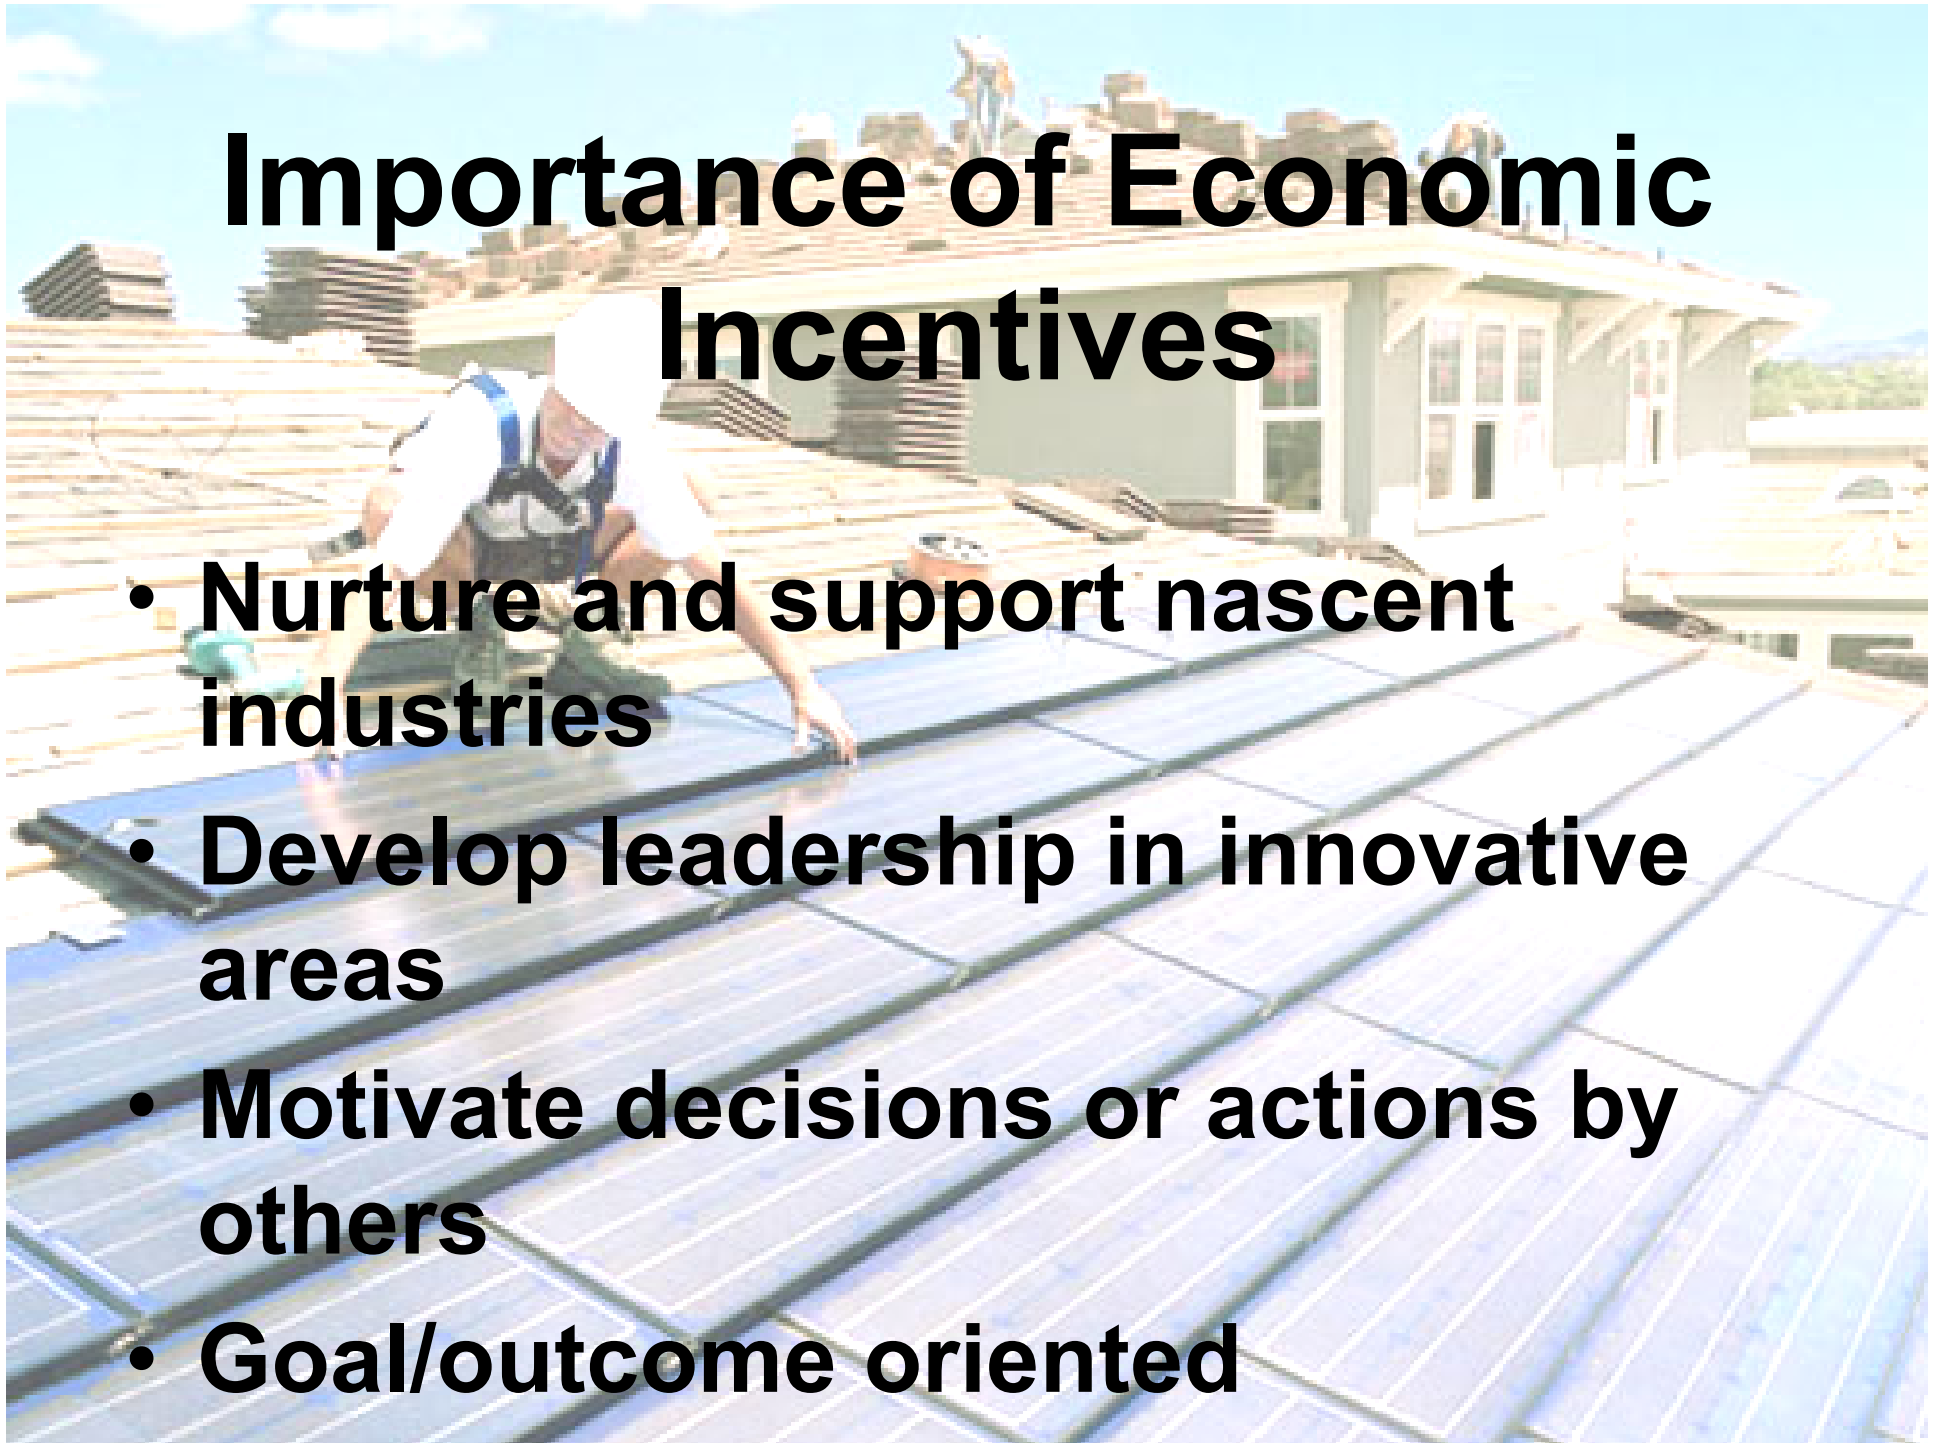 Importance of Economic
Incentives
• Nurture and support nascent
industries
• Develop leadership in innovative
areas
• Motivate decisions or actions by
others
• Goal/outcome oriented